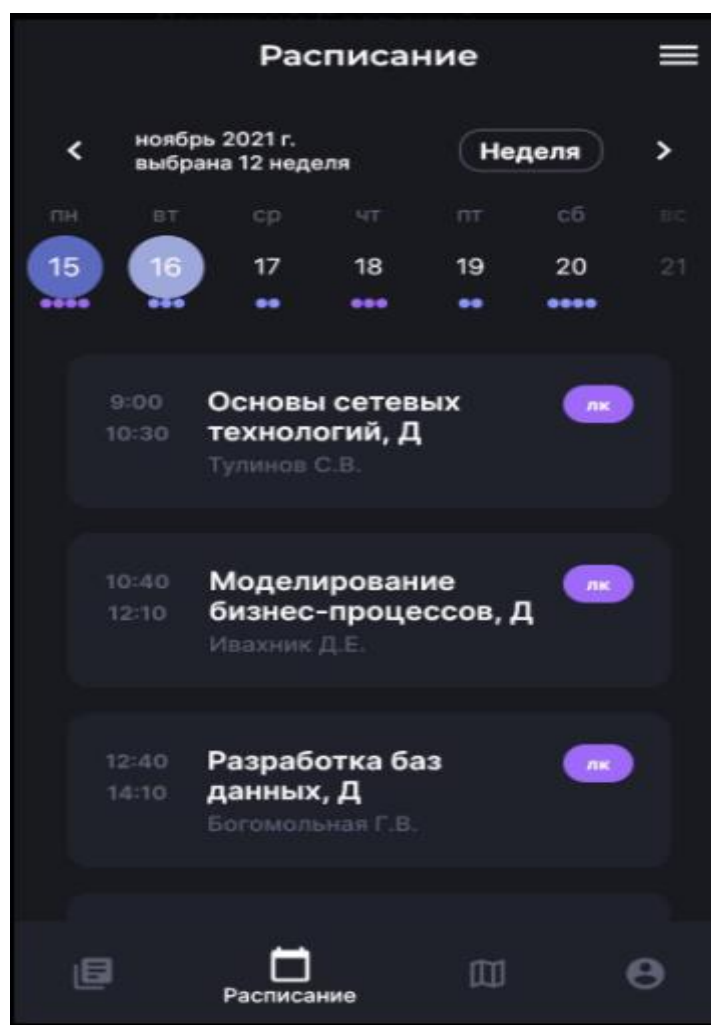 Расписание
ноябрь 2021 г.
выбрана 12 неделя
Неделя
пн вт ср чт пт сб вс
15 16 17 18 19 20 21
9:00
10:30
Основы сетевых
технологий, Д
Тулинов С.В.
лк
10:40
12:10
Моделирование
бизнес-процессов, Д
Ивахник Д.Е.
лк
12:40
14:10
Разработка баз
данных, Д
Богомольная Г.В.
лк
Расписание